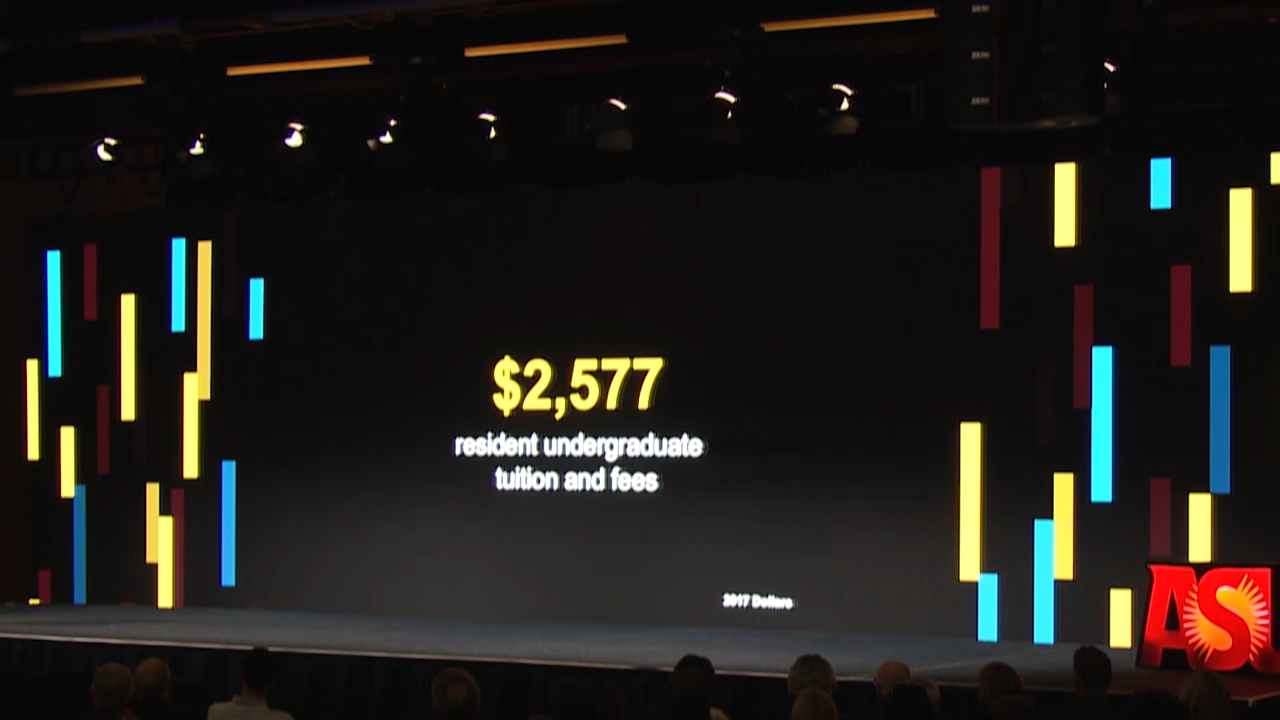 $2,577
resident undergraduate
tuition and fees
2017 Dollars
ASU